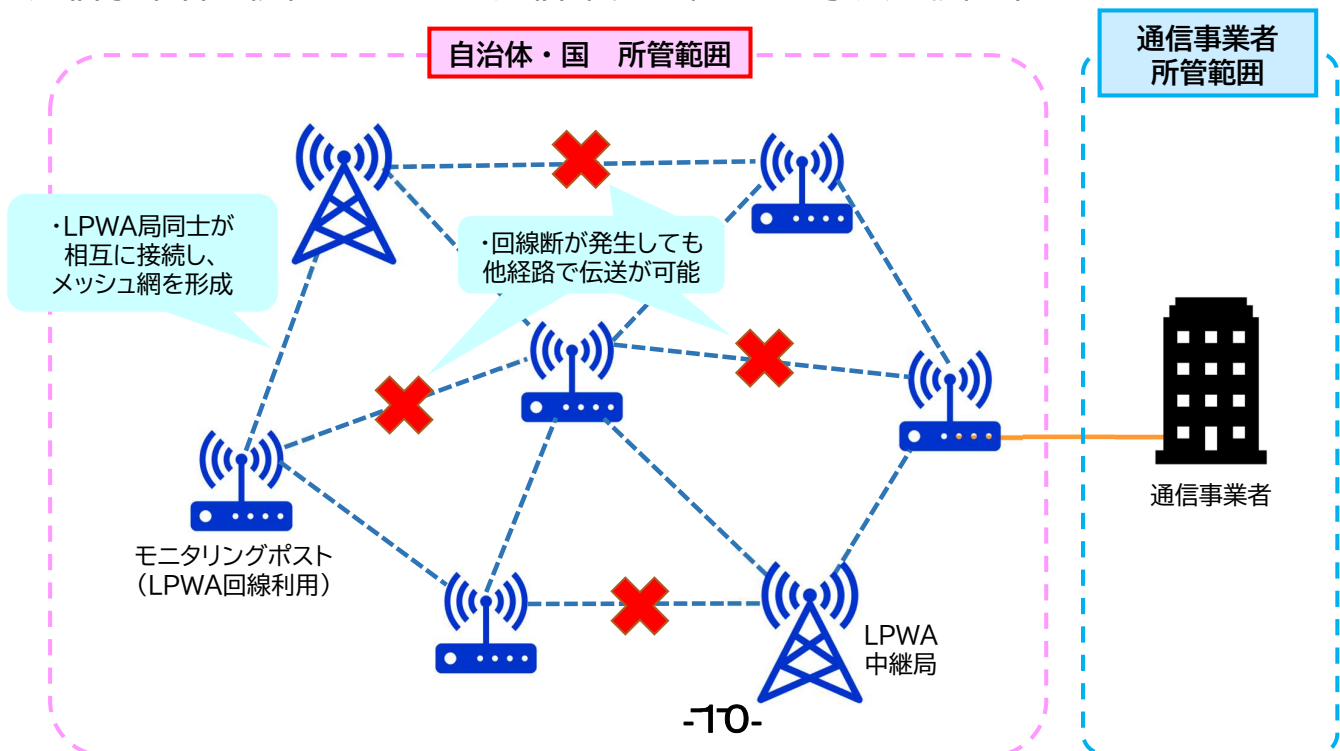 自治体・国　所管範囲
通信事業者
所管範囲
・LPWA局同士が
相互に接続し、
メッシュ網を形成
・回線断が発生しても
他経路で伝送が可能
通信事業者
モニタリングポスト
（LPWA回線利用）
LPWA
中継局